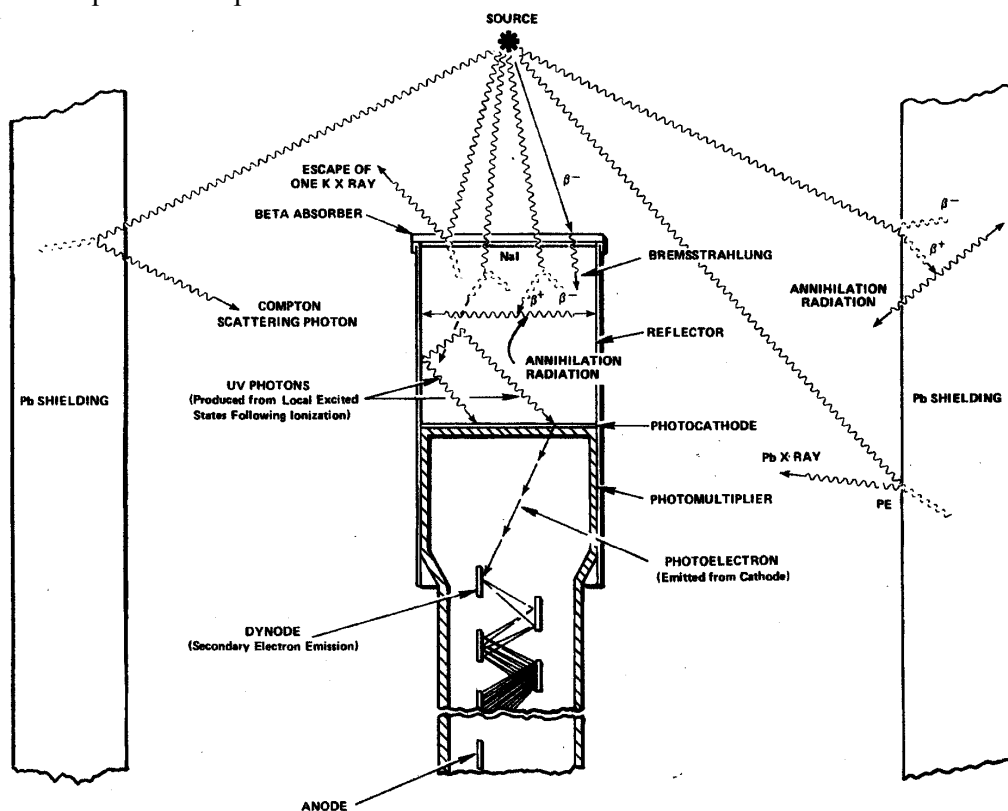 SOURCE
β−
ESCAPE OF
ONE K X RAY
BETA ABSORBER
NaI
BREMSSTRAHLUNG
β−
β+
ANNIHILATION
RADIATION
β+
β−
COMPTON
SCATTERING PHOTON
REFLECTOR
ANNIHILATION
RADIATION
UV PHOTONS
(Produced from Local Excited
States Following Ionization)
Pb SHIELDING
Pb SHIELDING
PHOTOCATHODE
Pb X RAY
PE
PHOTOMULTIPLIER
PHOTOELECTRON
(Emitted from Cathode)
DYNODE
(Secondary Electron Emission)
ANODE